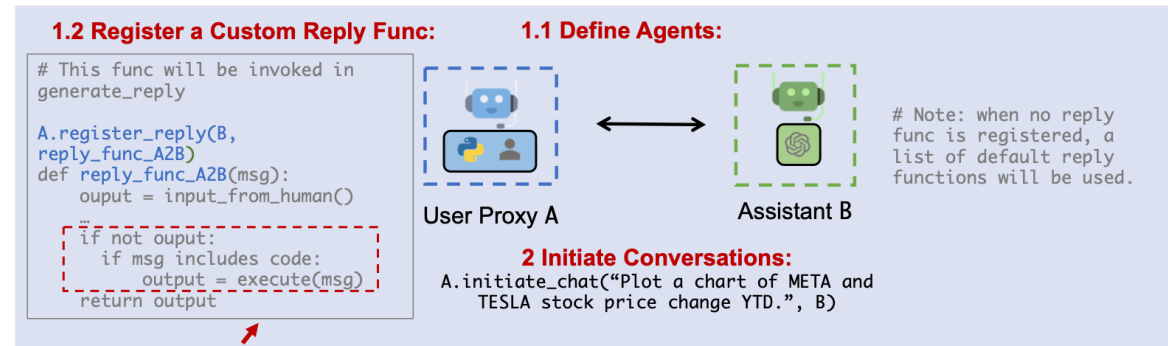 1.2 Register a Custom Reply Func:
1.1 Define Agents:
# This func will be invoked in
generate_reply
A.register_reply(B,
reply_func_A2B)
def reply_func_A2B(msg):
ouput = input_from_human()
…
if not ouput:
if msg includes code:
output = execute(msg)
return output
User Proxy A
Assistant B
# Note: when no reply
func is registered, a
list of default reply
functions will be used.
2 Initiate Conversations:
A.initiate_chat(“Plot a chart of META and
TESLA stock price change YTD.”, B)